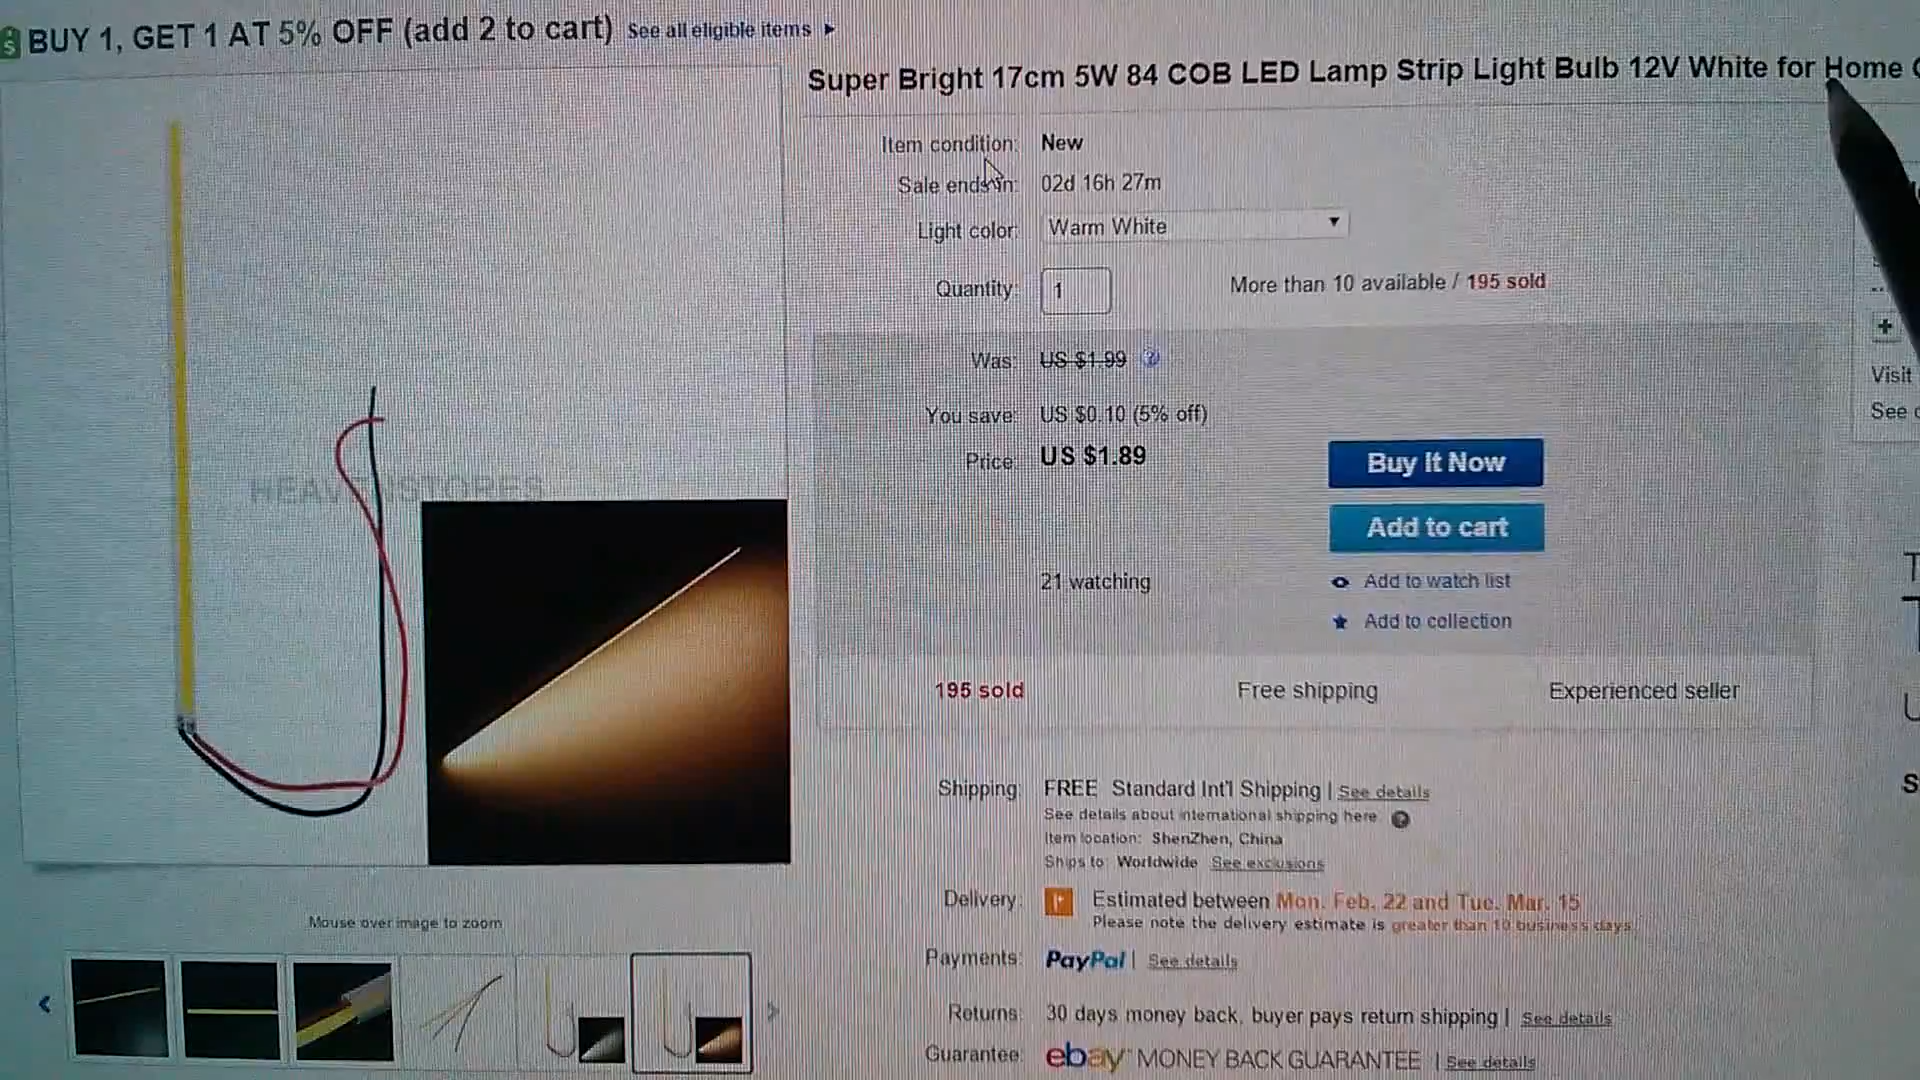 BUY 1, GET 1 AT 5% OFF (add 2 to cart) See all eligible items
Super Bright 17cm 5W 84 COB LED Lamp Strip Light Bulb 12V White for Home
Item condition: New
Sale ends in: 02d 16h 27m
Light color: Warm White
Quantity: 1 More than 10 available / 195 sold
Was: US $1.99
You save: US $0.10 (5% off)
Price: US $1.89
Buy It Now
Add to cart
21 watching
Add to watch list
Add to collection
195 sold Free shipping Experienced seller
Shipping: FREE Standard Int'l Shipping | See details
See details about international shipping here.
Item location: ShenZhen, China
Ships to: Worldwide See exclusions
Delivery: Estimated between Mon. Feb. 22 and Tue. Mar. 15
Please note the delivery estimate is greater than 10 business days.
Payments: PayPal | See details
Returns: 30 days money back, buyer pays return shipping | See details
Guarantee: ebay MONEY BACK GUARANTEE | See details
Mouse over image to zoom
Visit
See